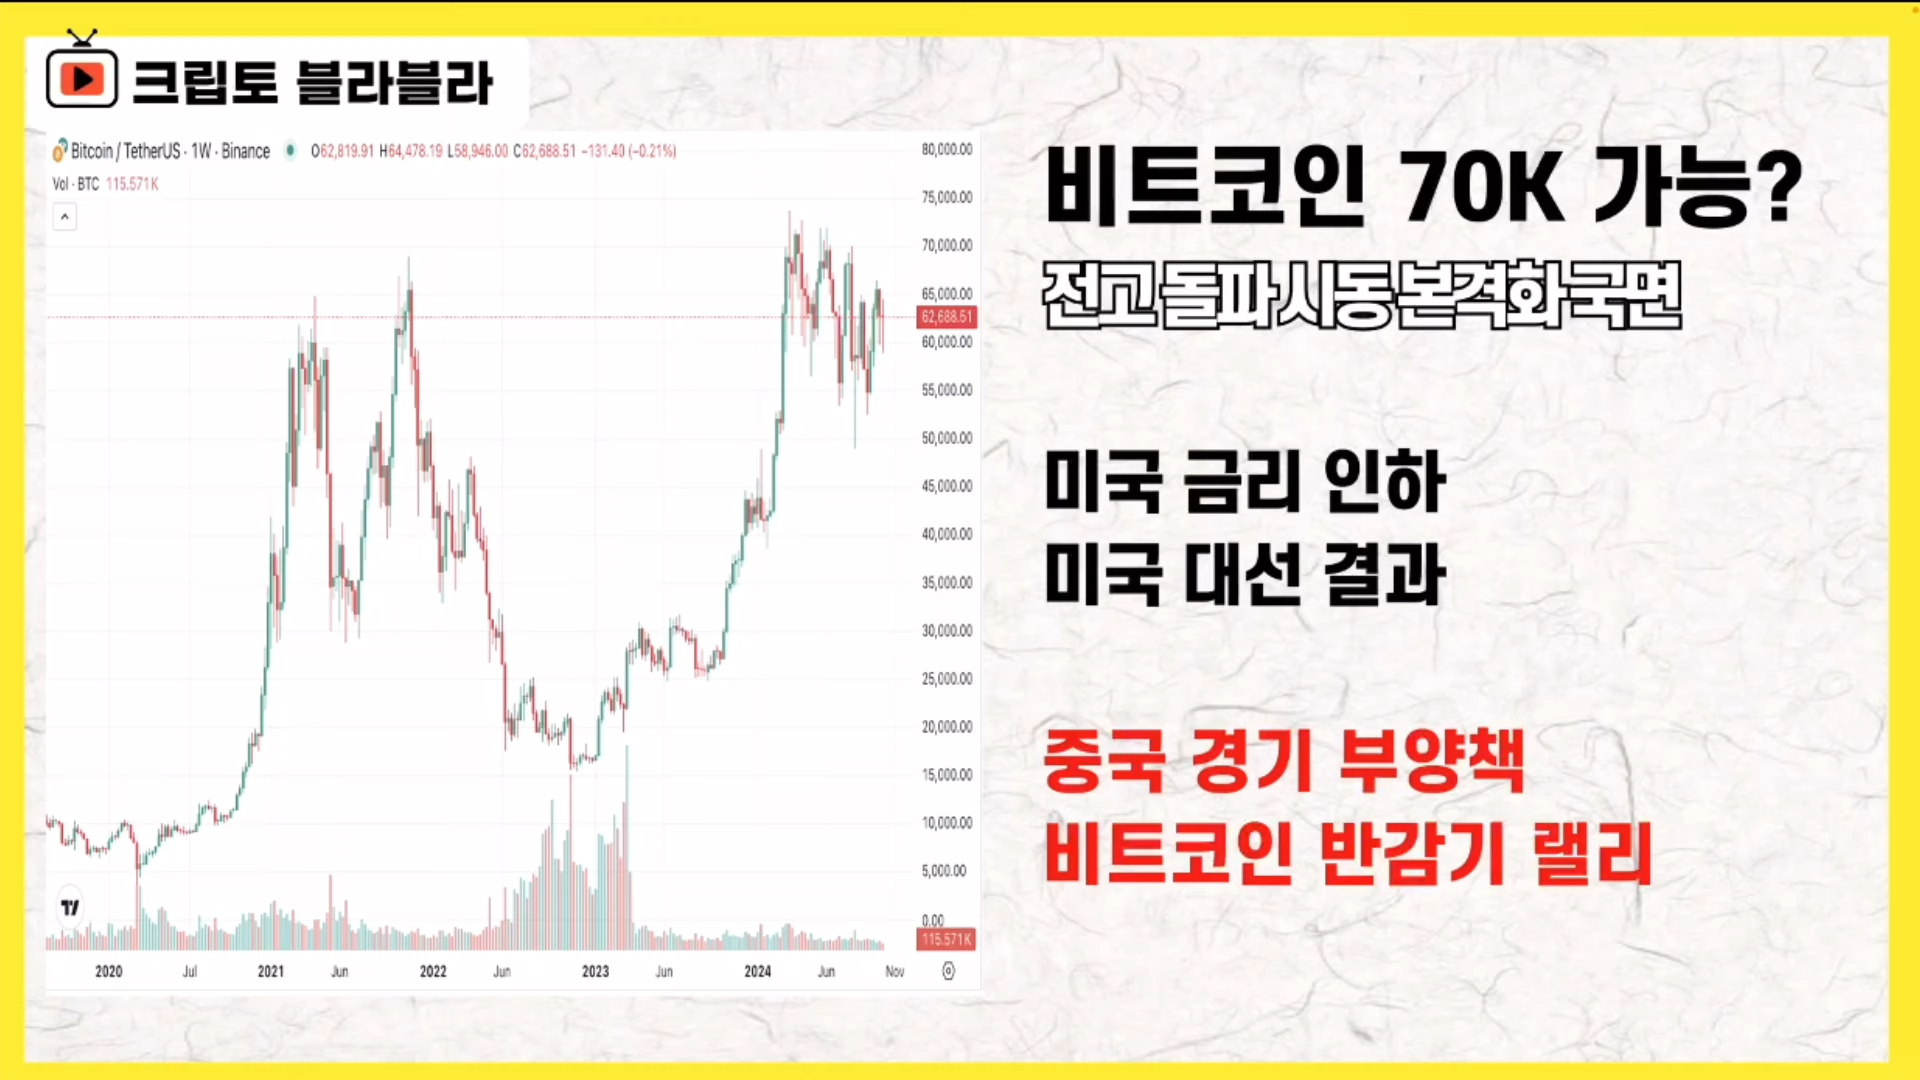 크립토 블라블라
Bitcoin / TetherUS · 1W · Binance O62,819.91 H64,478.19 L58,946.00 C62,688.51 −131.40 (−0.21%)
Vol · BTC 115.571K
80,000.00
75,000.00
70,000.00
65,000.00
62,688.51
60,000.00
55,000.00
50,000.00
45,000.00
40,000.00
35,000.00
30,000.00
25,000.00
20,000.00
15,000.00
10,000.00
5,000.00
0.00
115.571K
2020 Jul 2021 Jun 2022 Jun 2023 Jun 2024 Jun Nov
비트코인 70K 가능?
전고 돌파 시동 본격화 국면
미국 금리 인하
미국 대선 결과
중국 경기 부양책
비트코인 반감기 랠리